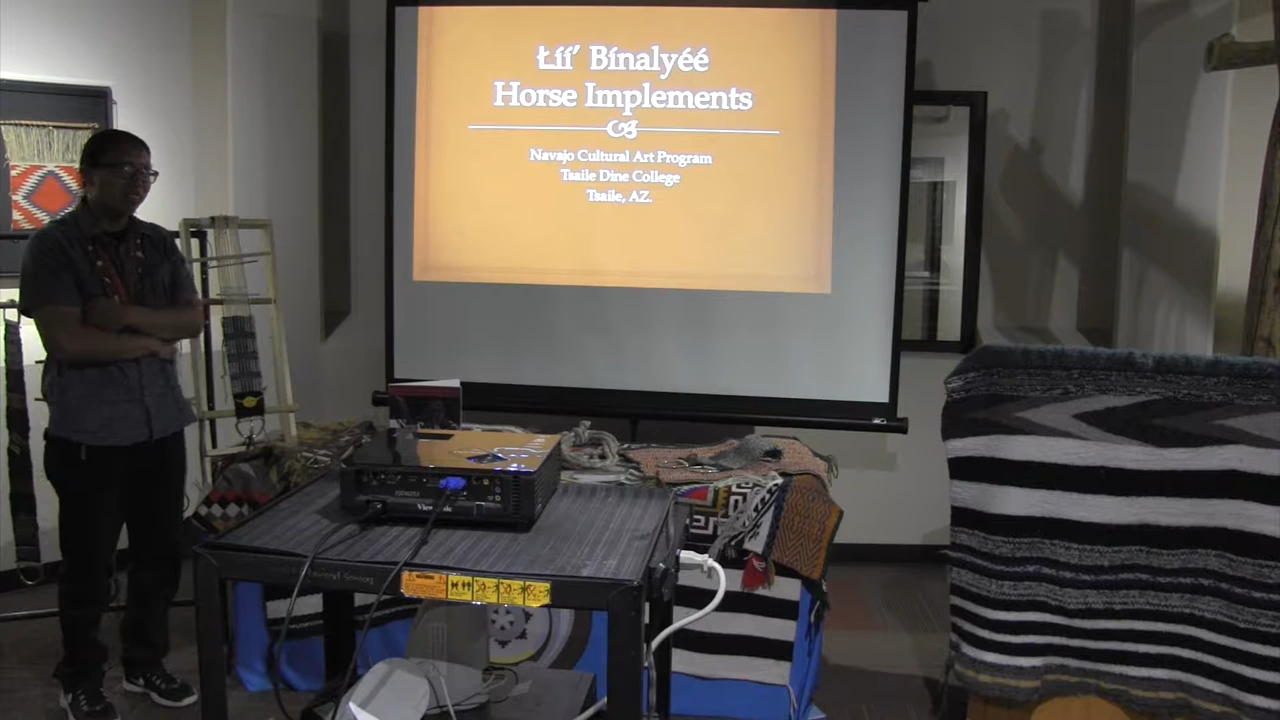 Łíí’ Bínalyéé
Horse Implements
Navajo Cultural Art Program
Tsaile Dine College
Tsaile, AZ.